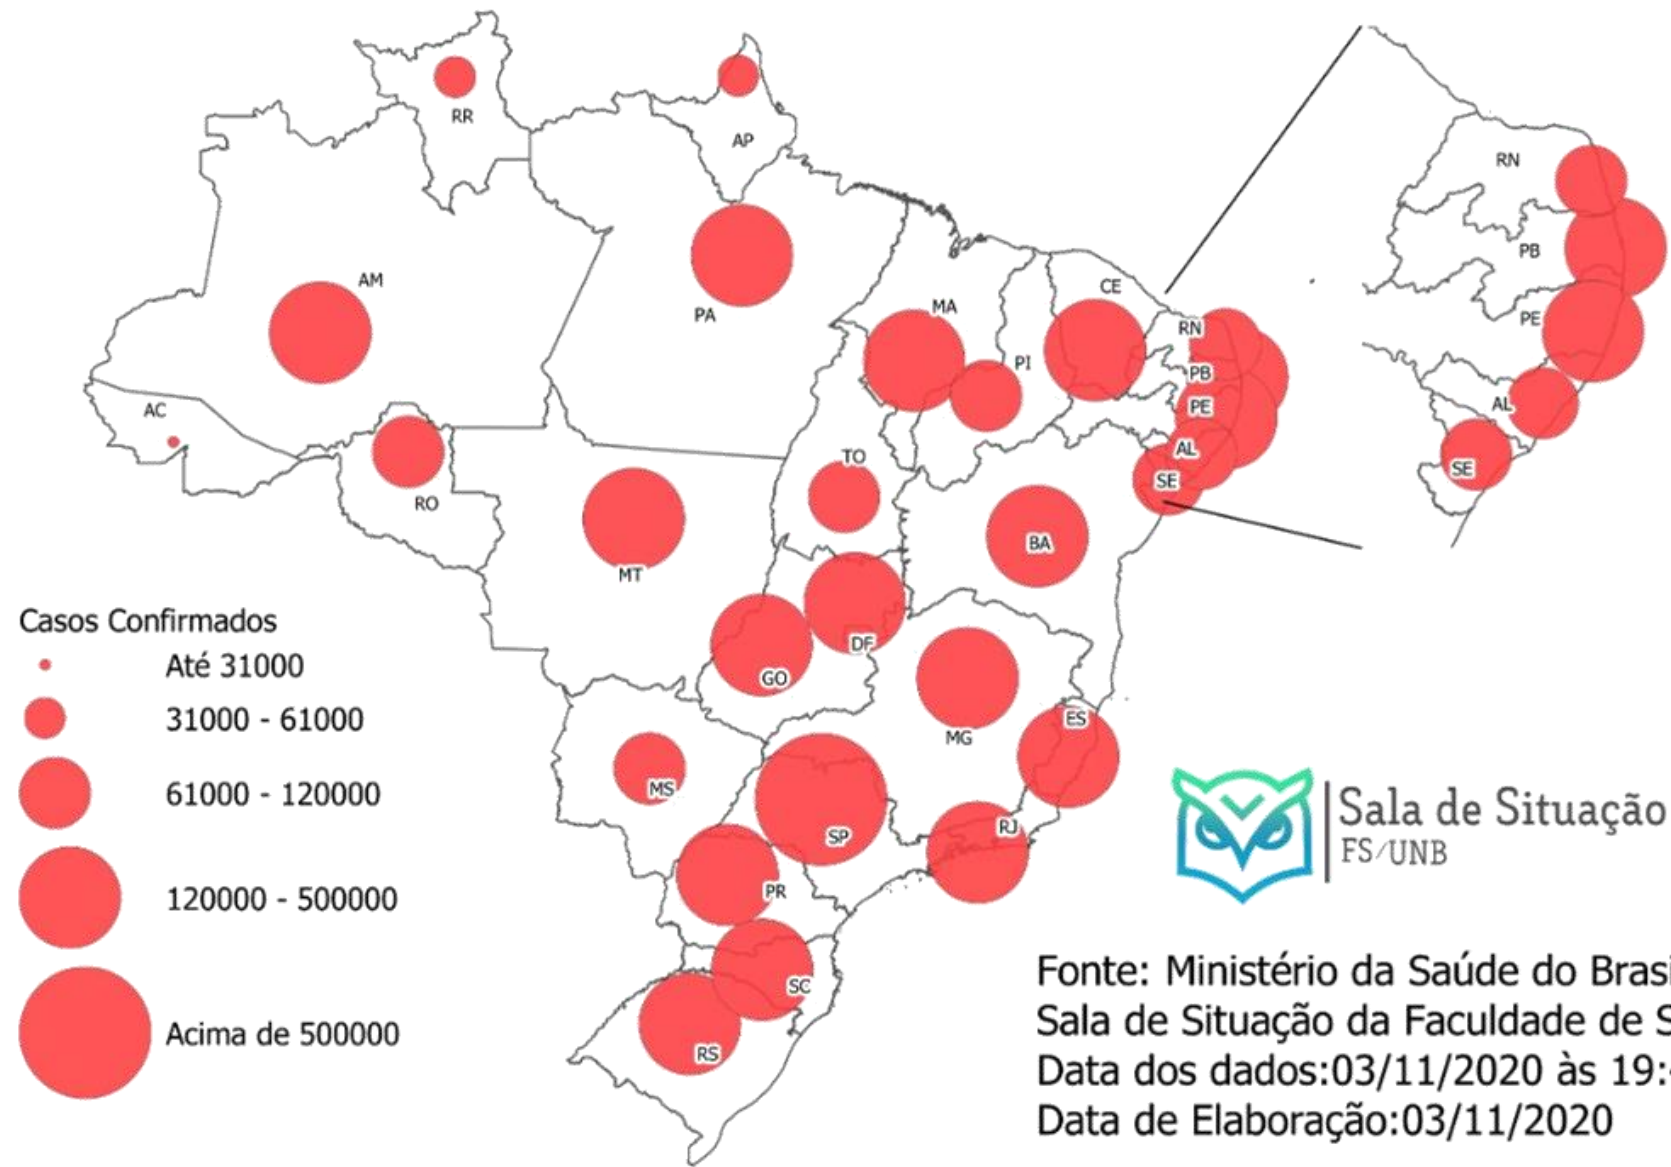 RR
AP
AM
PA
AC
RO
MT
MA
PI
CE
RN
PB
PE
AL
SE
TO
BA
DF
GO
MG
ES
MS
SP
RJ
PR
SC
RS
RN
PB
PE
AL
SE
Casos Confirmados
Até 31000
31000 - 61000
61000 - 120000
120000 - 500000
Acima de 500000
Sala de Situação
FS/UNB
Fonte: Ministério da Saúde do Brasi
Sala de Situação da Faculdade de S
Data dos dados:03/11/2020 às 19:
Data de Elaboração:03/11/2020